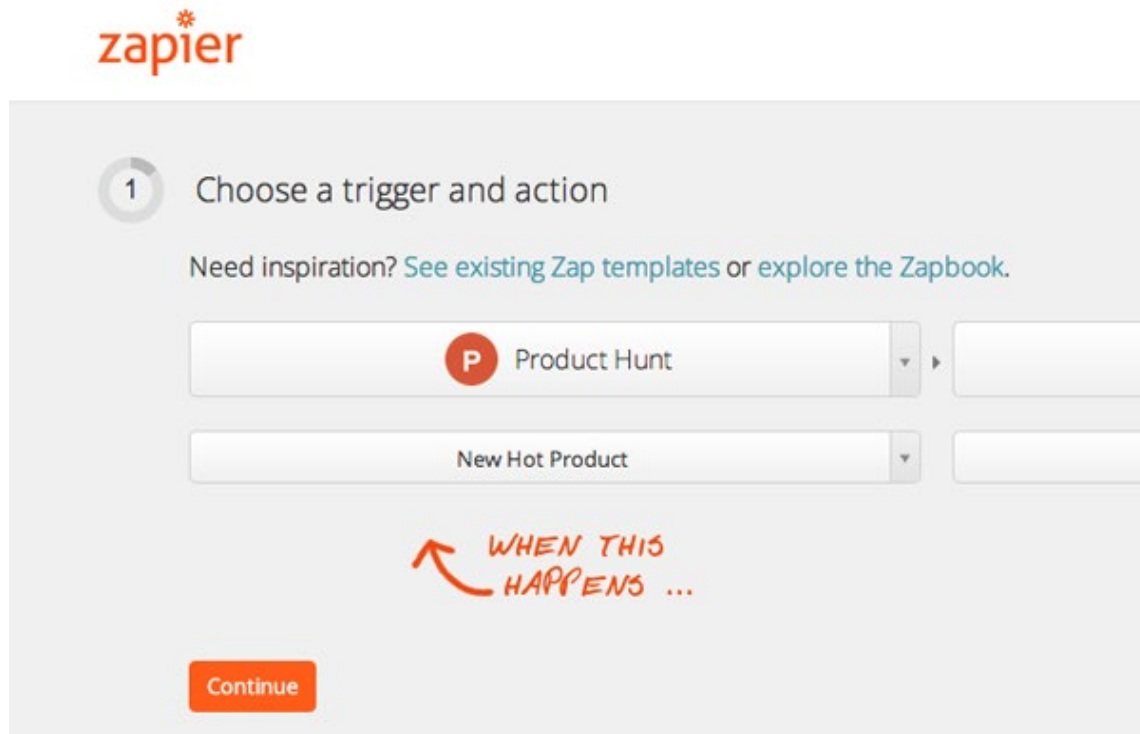 zapier
1 Choose a trigger and action
Need inspiration? See existing Zap templates or explore the Zapbook.
P Product Hunt
New Hot Product
WHEN THIS
HAPPENS ...
Continue